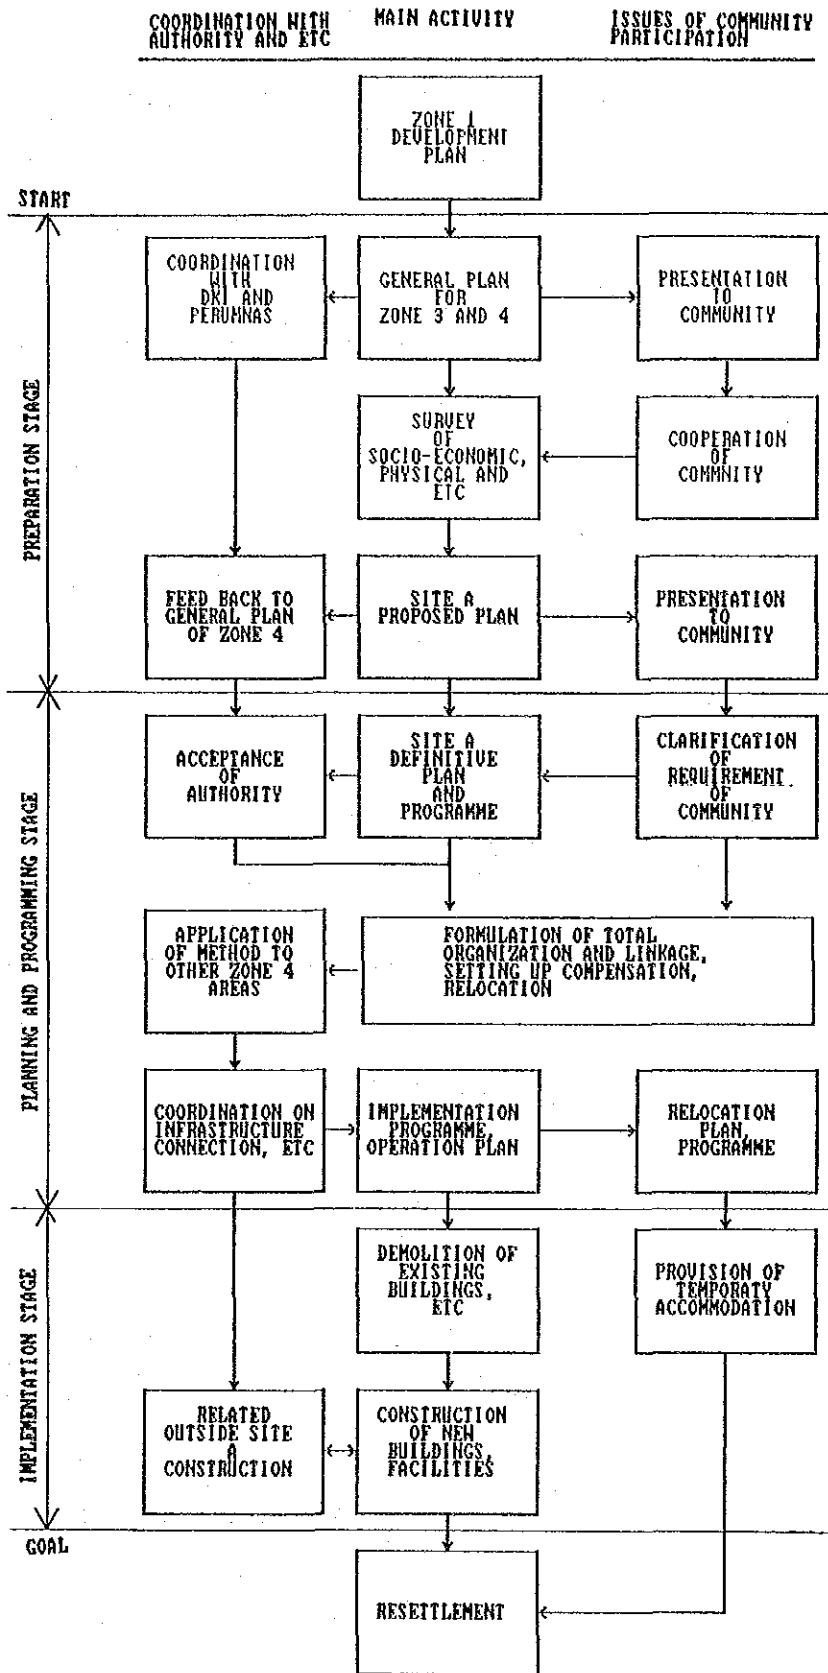 COORDINATION WITH
AUTHORITY AND ETC
MAIN ACTIVITY
ISSUES OF COMMUNITY
PARTICIPATION
ZONE 1
DEVELOPMENT
PLAN
START
PREPARATION STAGE
COORDINATION
WITH
DKI AND
PERUMNAS
GENERAL PLAN
FOR
ZONE 3 AND 4
PRESENTATION
TO
COMMUNITY
SURVEY
OF
SOCIO-ECONOMIC,
PHYSICAL AND
ETC
COOPERATION
OF
COMMNITY
FEED BACK TO
GENERAL PLAN
OF ZONE 4
SITE A
PROPOSED PLAN
PRESENTATION
TO
COMMUNITY
PLANNING AND PROGRAMMING STAGE
ACCEPTANCE
OF
AUTHORITY
SITE A
DEFINITIVE
PLAN
AND
PROGRAMME
CLARIFICATION
OF
REQUIREMENT
OF
COMMUNITY
APPLICATION
OF METHOD TO
OTHER ZONE 4
AREAS
FORMULATION OF TOTAL
ORGANIZATION AND LINKAGE,
SETTING UP COMPENSATION,
RELOCATION
COORDINATION ON
INFRASTRUCTURE
CONNECTION, ETC
IMPLEMENTATION
PROGRAMME,
OPERATION PLAN
RELOCATION
PLAN,
PROGRAMME
IMPLEMENTATION STAGE
DEMOLITION OF
EXISTING
BUILDINGS,
ETC
PROVISION OF
TEMPORATY
ACCOMMODATION
RELATED
OUTSIDE SITE
A
CONSTRUCTION
CONSTRUCTION
OF NEW
BUILDINGS,
FACILITIES
GOAL
RESETTLEMENT